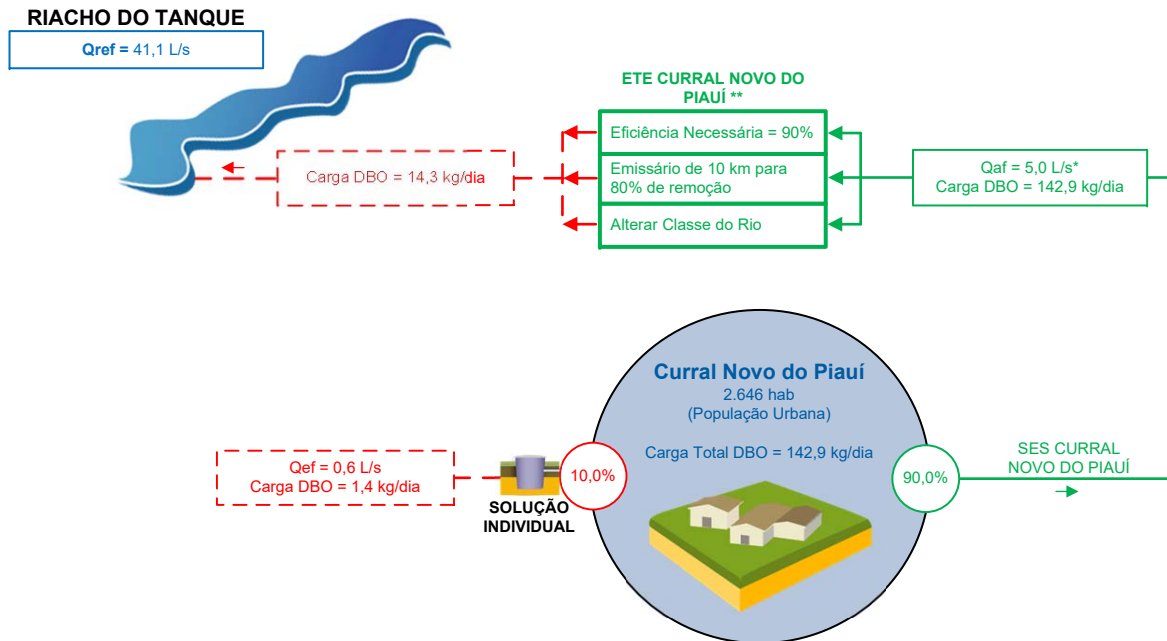 RIACHO DO TANQUE
Qref = 41,1 L/s
ETE CURRAL NOVO DO
PIAUÍ **
Eficiência Necessária = 90%
Emissário de 10 km para
80% de remoção
Alterar Classe do Rio
Carga DBO = 14,3 kg/dia
Qaf = 5,0 L/s*
Carga DBO = 142,9 kg/dia
Curral Novo do Piauí
2.646 hab
(População Urbana)
Carga Total DBO = 142,9 kg/dia
Qef = 0,6 L/s
Carga DBO = 1,4 kg/dia
SOLUÇÃO
INDIVIDUAL
10,0%
90,0%
SES CURRAL
NOVO DO PIAUÍ